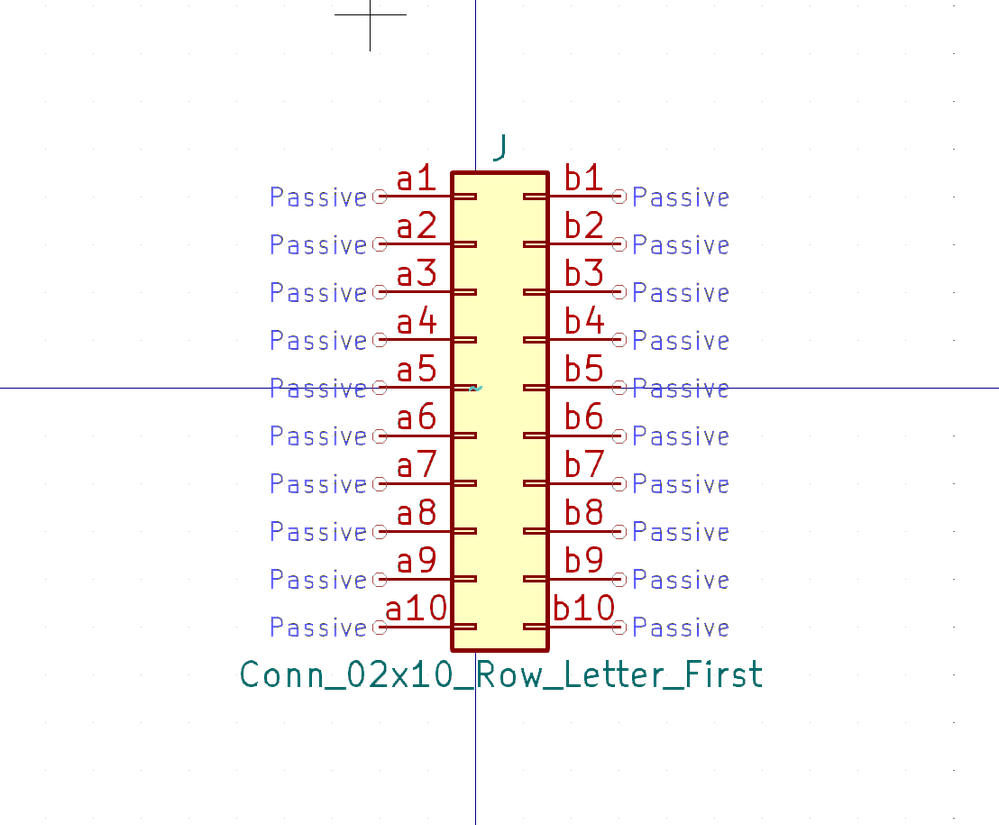 J
Passive a1 b1 Passive
Passive a2 b2 Passive
Passive a3 b3 Passive
Passive a4 b4 Passive
Passive a5 b5 Passive
Passive a6 b6 Passive
Passive a7 b7 Passive
Passive a8 b8 Passive
Passive a9 b9 Passive
Passive a10 b10 Passive
Conn_02x10_Row_Letter_First